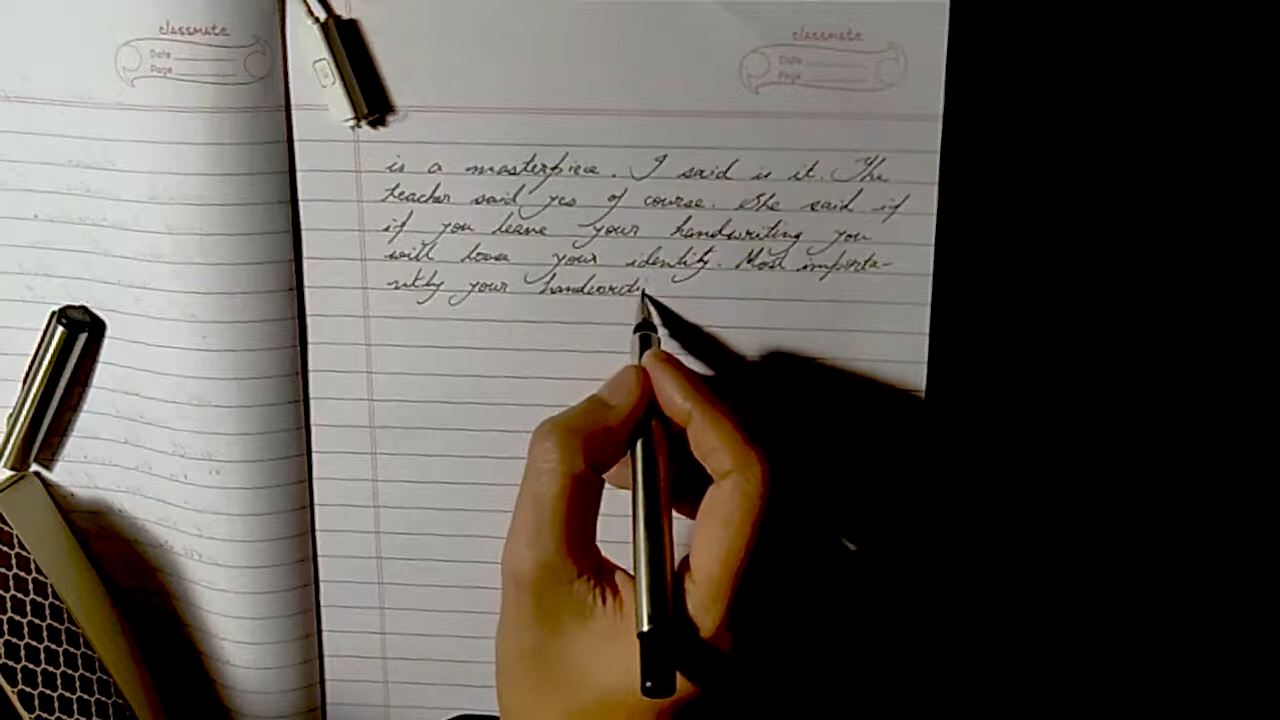 classmate
Date
Page
classmate
Date
Page
is a masterpiece. I said is it. The
teacher said yes of course. She said if
if you leave your handwriting you
will loose your identity. Most importa-
ntly your